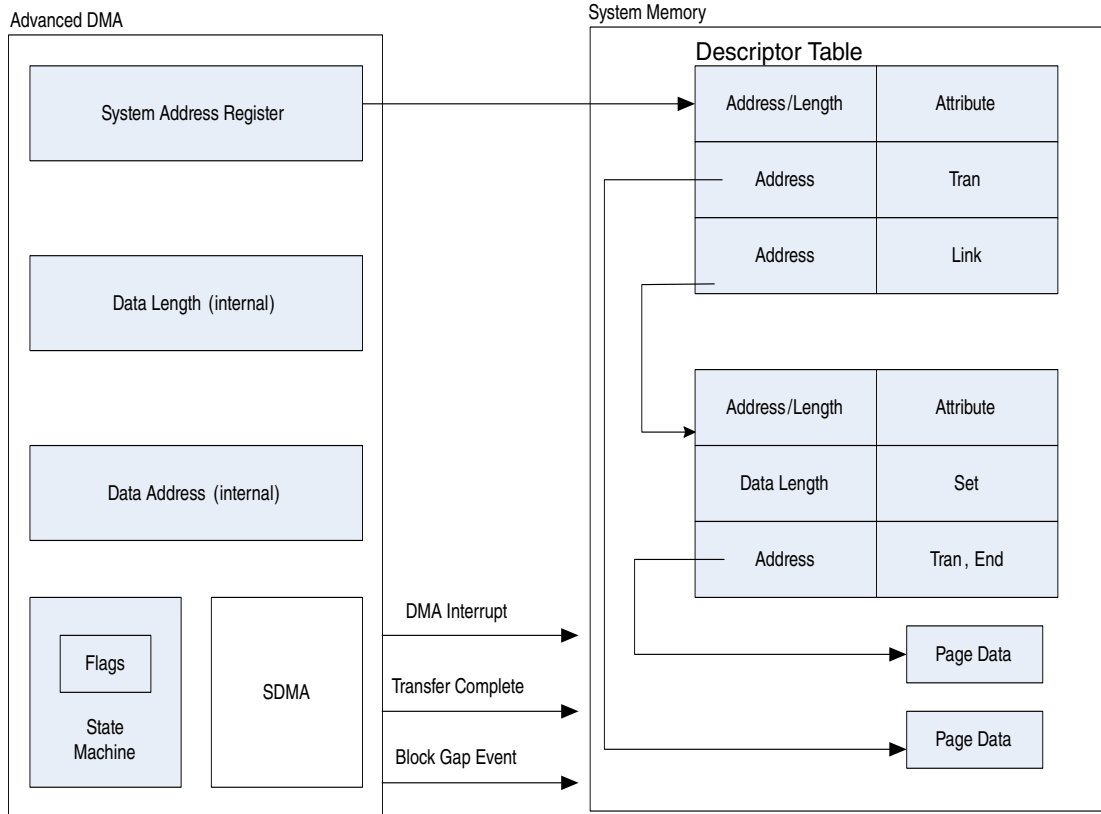 Advanced DMA
System Address Register
Data Length (internal)
Data Address (internal)
Flags
State
Machine
SDMA
DMA Interrupt
Transfer Complete
Block Gap Event
System Memory
Descriptor Table
Address/Length
Attribute
Address
Tran
Address
Link
Address/Length
Attribute
Data Length
Set
Address
Tran, End
Page Data
Page Data